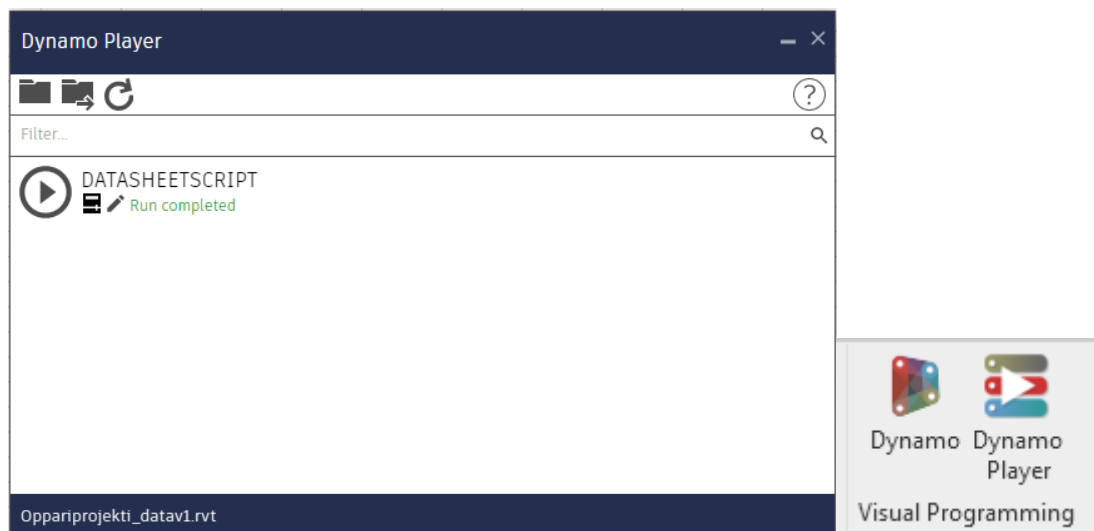 Dynamo Player
Filter...
DATASHEETSCRIPT
Run completed
Oppariprojekti_datav1.rvt
Dynamo
Dynamo
Player
Visual Programming